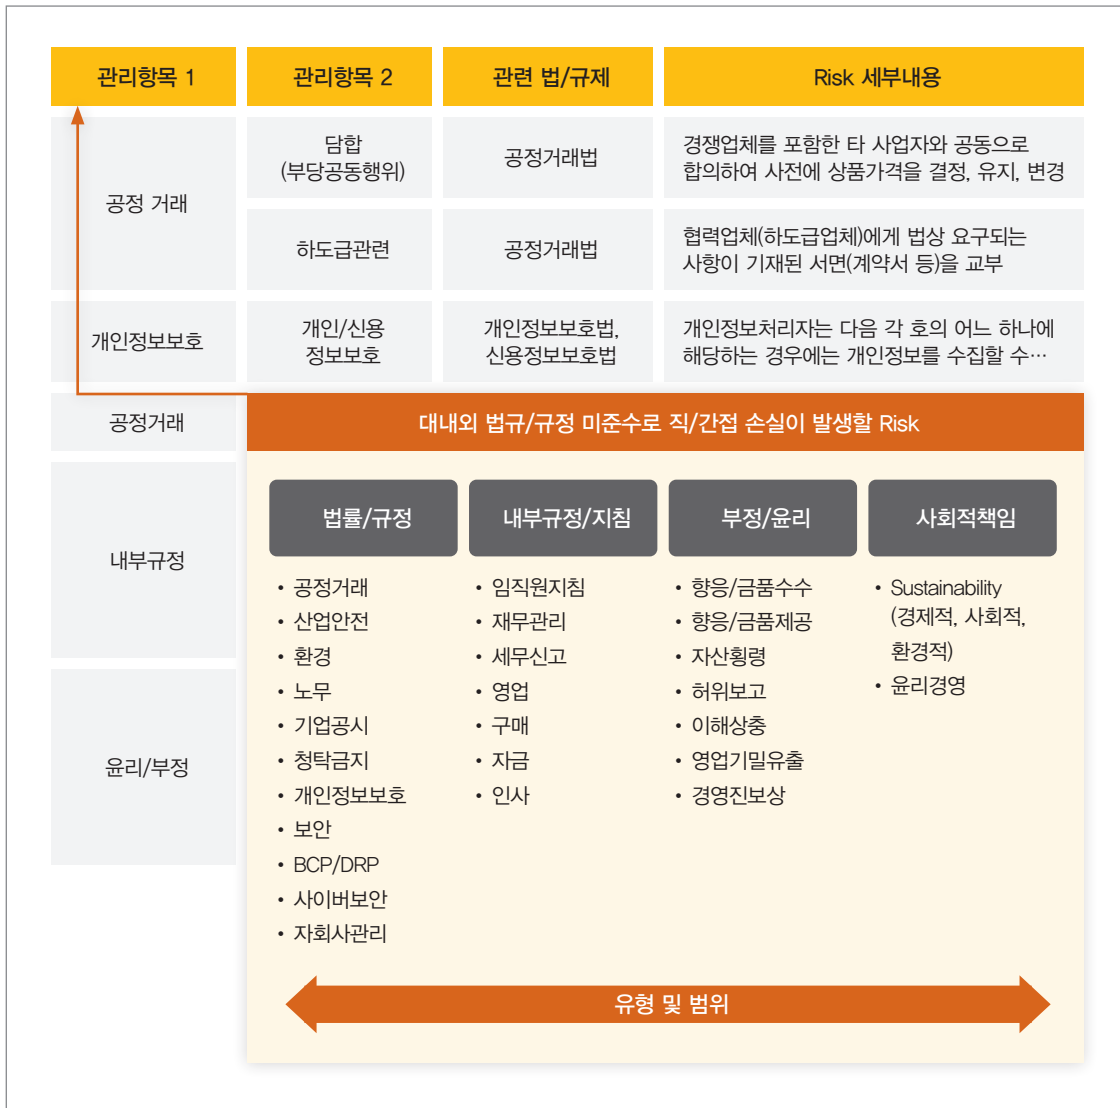 관리항목 1
관리항목 2
관련 법/규제
Risk 세부내용
공정 거래
담합
(부당공동행위)
공정거래법
경쟁업체를 포함한 타 사업자와 공동으로
합의하여 사전에 상품가격을 결정, 유지, 변경
하도급관련
공정거래법
협력업체(하도급업체)에게 법상 요구되는
사항이 기재된 서면(계약서 등)을 교부
개인정보보호
개인/신용
정보보호
개인정보보호법,
신용정보보호법
개인정보처리자는 다음 각 호의 어느 하나에
해당하는 경우에는 개인정보를 수집할 수…
공정거래
내부규정
윤리/부정
대내외 법규/규정 미준수로 직/간접 손실이 발생할 Risk
법률/규정
• 공정거래
• 산업안전
• 환경
• 노무
• 기업공시
• 청탁금지
• 개인정보보호
• 보안
• BCP/DRP
• 사이버보안
• 자회사관리
내부규정/지침
• 임직원지침
• 재무관리
• 세무신고
• 영업
• 구매
• 자금
• 인사
부정/윤리
• 향응/금품수수
• 향응/금품제공
• 자산횡령
• 허위보고
• 이해상충
• 영업기밀유출
• 경영진보상
사회적책임
• Sustainability
(경제적, 사회적,
환경적)
• 윤리경영
유형 및 범위